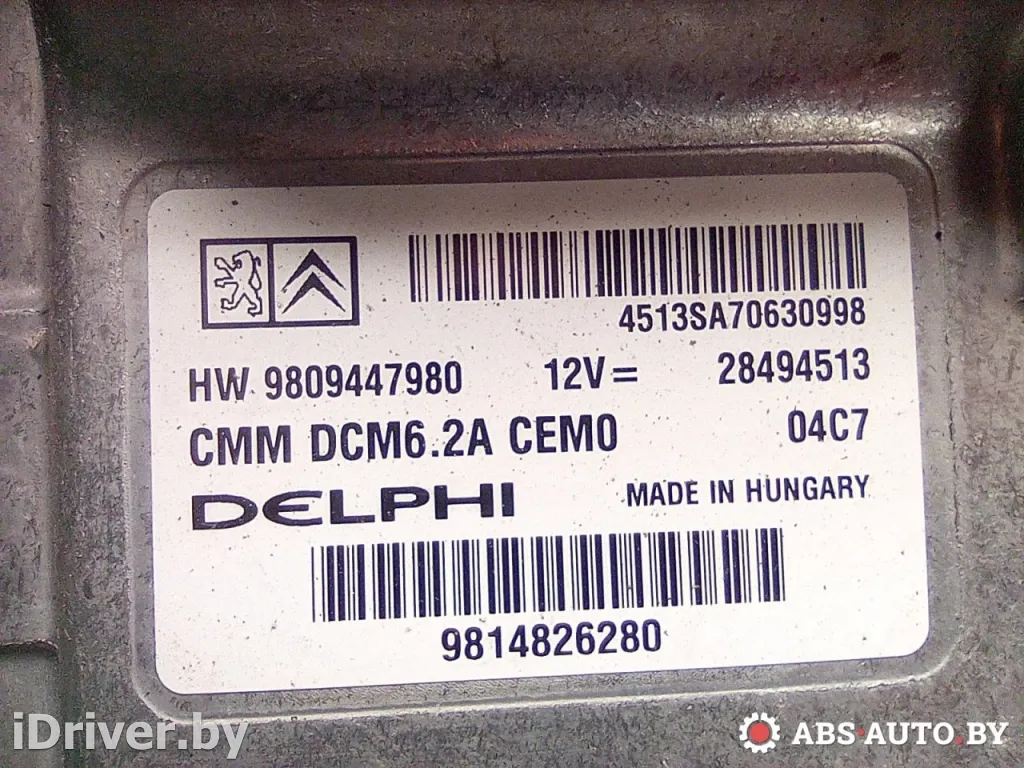 4513SA70630998
HW 9809447980 12V= 28494513
CMM DCM6.2A CEM0 04C7
DELPHI MADE IN HUNGARY
9814826280
iDriver.by
ABS-AUTO.BY